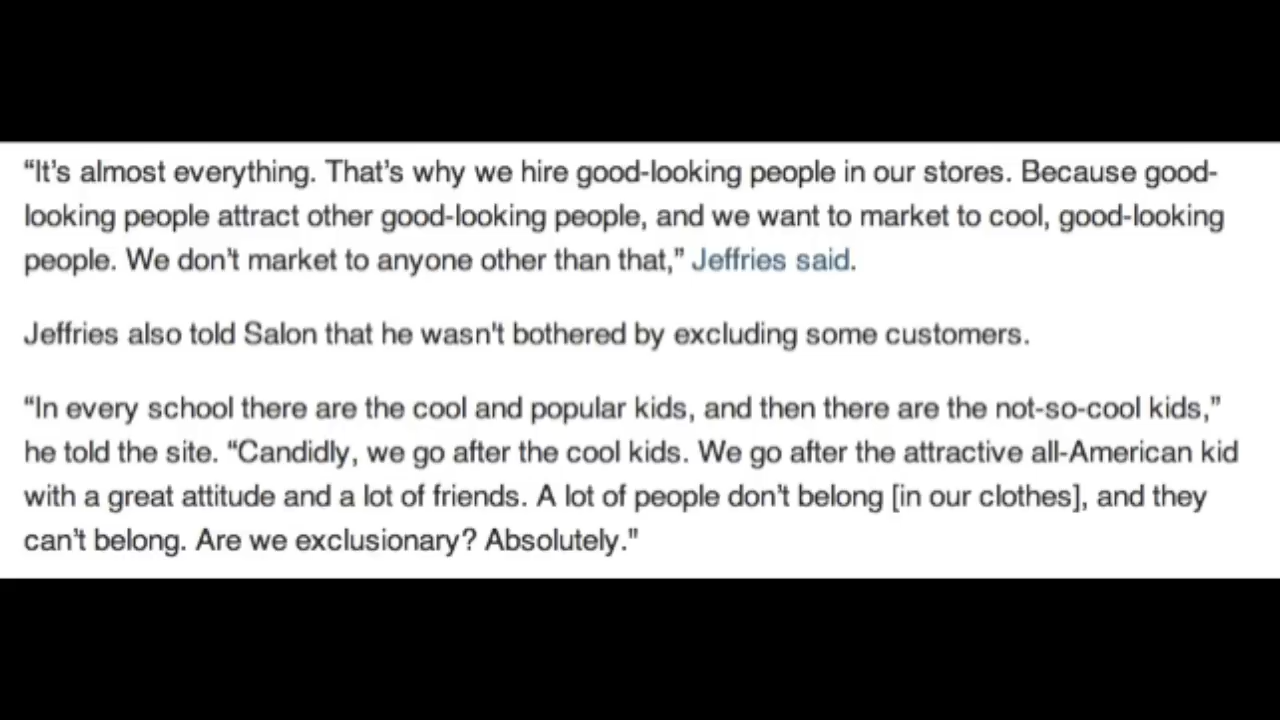 “It’s almost everything. That’s why we hire good-looking people in our stores. Because good-
looking people attract other good-looking people, and we want to market to cool, good-looking
people. We don’t market to anyone other than that,” Jeffries said.
Jeffries also told Salon that he wasn't bothered by excluding some customers.
“In every school there are the cool and popular kids, and then there are the not-so-cool kids,”
he told the site. “Candidly, we go after the cool kids. We go after the attractive all-American kid
with a great attitude and a lot of friends. A lot of people don’t belong [in our clothes], and they
can’t belong. Are we exclusionary? Absolutely."